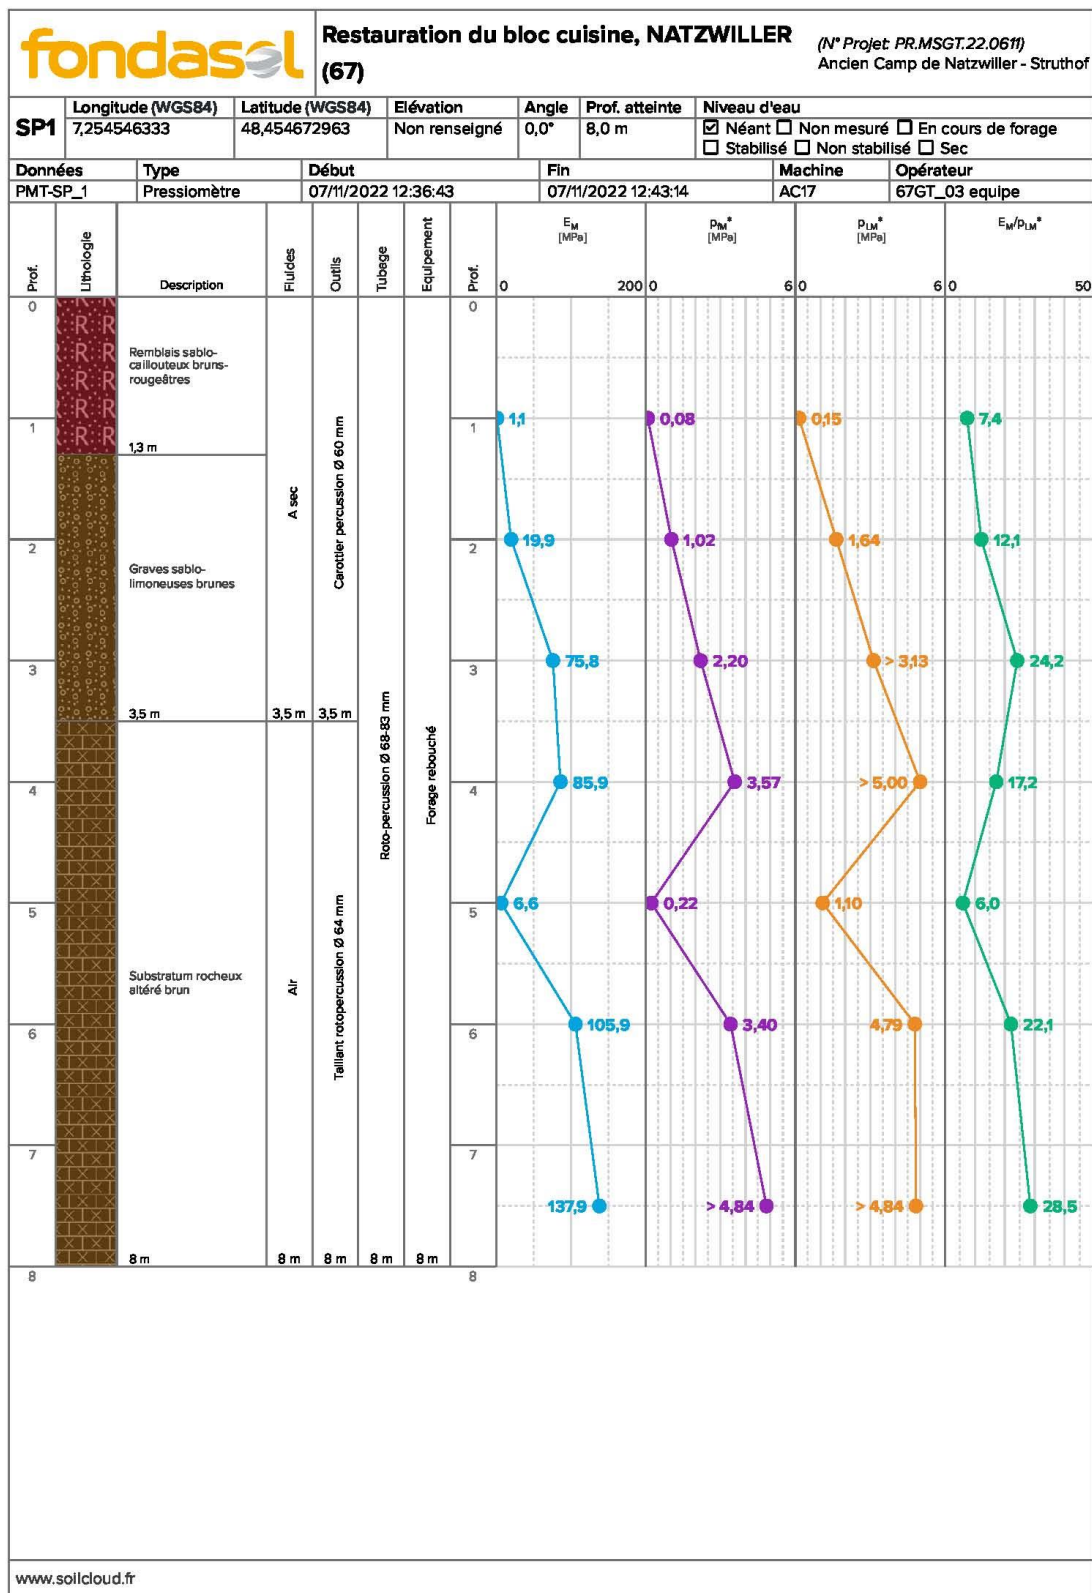 fondasol
Restauration du bloc cuisine, NATZWILLER
(67)
(N° Projet: PR.MSGT.22.0611)
Ancien Camp de Natzwiller - Struthof
SP1
Longitude (WGS84) Latitude (WGS84) Elévation Angle Prof. atteinte Niveau d'eau
7,254546333 48,454672963 Non renseigné 0,0° 8,0 m ☑ Néant ☐ Non mesuré ☐ En cours de forage
☐ Stabilisé ☐ Non stabilisé ☐ Sec
Données Type Début Fin Machine Opérateur
PMT-SP_1 Pressiomètre 07/11/2022 12:36:43 07/11/2022 12:43:14 AC17 67GT_03 equipe
Prof.
Lithologie
Description
Fluides
Outils
Tubage
Equipement
Prof.
EM
[MPa]
pfM*
[MPa]
pLM*
[MPa]
EM/pLM*
0 200 0 6 0 6 0 50
0 0
R R
R R
R R
R R
R R
Remblais sablo-
caillouteux bruns-
rougeâtres
1 1 1,1 0,08 0,15 7,4
1,3 m
A sec
Carottier percussion Ø 60 mm
2 2 19,9 1,02 1,64 12,1
Graves sablo-
limoneuses brunes
3 3 75,8 2,20 > 3,13 24,2
3,5 m 3,5 m 3,5 m
Roto-percussion Ø 68-83 mm
Forage rebouché
4 4 85,9 3,57 > 5,00 17,2
5 5 6,6 0,22 1,10 6,0
Substratum rocheux
altéré brun
Air
Taillant rotopercussion Ø 64 mm
6 6 105,9 3,40 4,79 22,1
7 7
137,9 > 4,84 > 4,84 28,5
8 m 8 m 8 m 8 m 8 m
8 8
www.soilcloud.fr